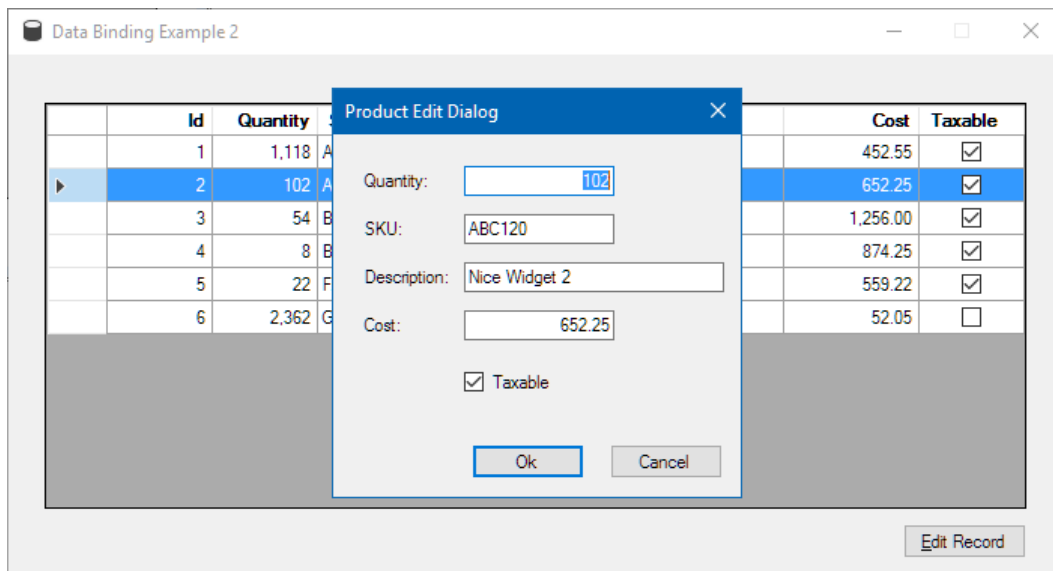 Data Binding Example 2
Product Edit Dialog
Id Quantity Cost Taxable
1 1,118 A 452.55
2 102 A 652.25
3 54 B 1,256.00
4 8 B 874.25
5 22 F 559.22
6 2,362 G 52.05
Quantity: 102
SKU: ABC120
Description: Nice Widget 2
Cost: 652.25
Taxable
Ok Cancel
Edit Record